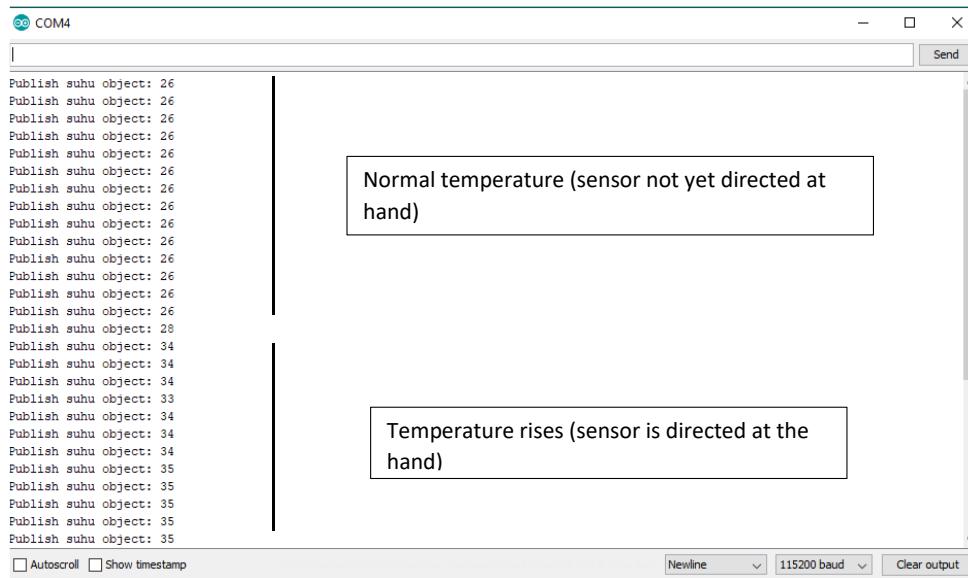 COM4
Send
Publish suhu object: 26
Publish suhu object: 26
Publish suhu object: 26
Publish suhu object: 26
Publish suhu object: 26
Publish suhu object: 26
Publish suhu object: 26
Publish suhu object: 26
Publish suhu object: 26
Publish suhu object: 26
Publish suhu object: 26
Publish suhu object: 26
Publish suhu object: 26
Publish suhu object: 26
Publish suhu object: 28
Publish suhu object: 34
Publish suhu object: 34
Publish suhu object: 34
Publish suhu object: 33
Publish suhu object: 34
Publish suhu object: 34
Publish suhu object: 34
Publish suhu object: 35
Publish suhu object: 35
Publish suhu object: 35
Publish suhu object: 35
Publish suhu object: 35
Normal temperature (sensor not yet directed at
hand)
Temperature rises (sensor is directed at the
hand)
Autoscroll Show timestamp Newline 115200 baud Clear output